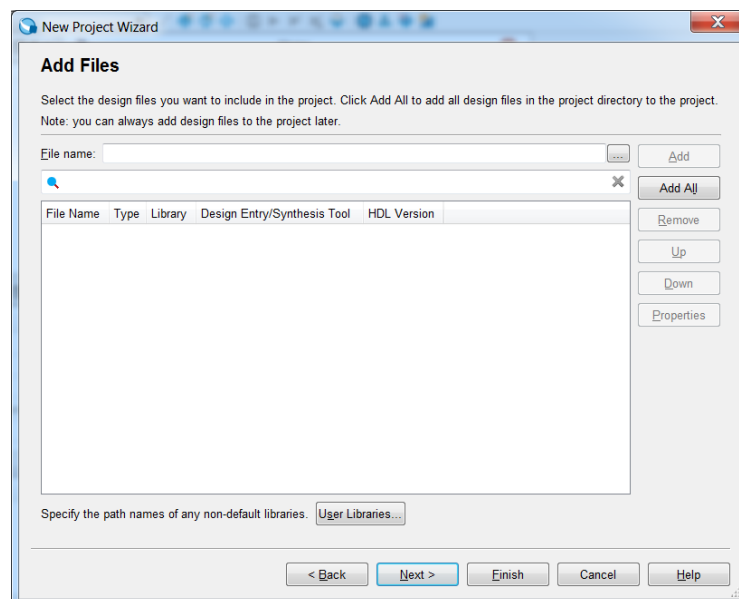 New Project Wizard
X
Add Files
Select the design files you want to include in the project. Click Add All to add all design files in the project directory to the project.
Note: you can always add design files to the project later.
File name:
...
Add
Add All
File Name Type Library Design Entry/Synthesis Tool HDL Version
Remove
Up
Down
Properties
Specify the path names of any non-default libraries. User Libraries...
< Back Next > Finish Cancel Help